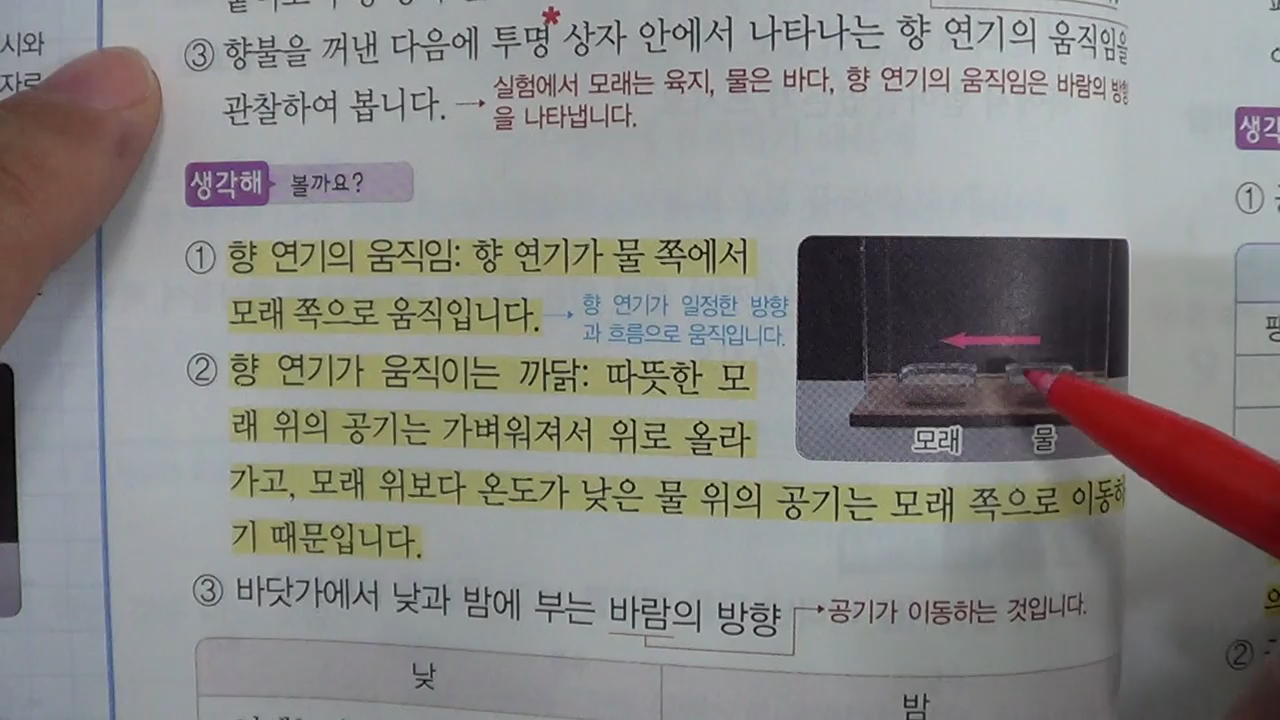 시와
자료
③ 향불을 꺼낸 다음에 투명* 상자 안에서 나타나는 향 연기의 움직임을
관찰하여 봅니다. → 실험에서 모래는 육지, 물은 바다, 향 연기의 움직임은 바람의 방향
을 나타냅니다.
생각해 볼까요?
① 향 연기의 움직임: 향 연기가 물 쪽에서
모래 쪽으로 움직입니다. → 향 연기가 일정한 방향
과 흐름으로 움직입니다.
② 향 연기가 움직이는 까닭: 따뜻한 모
래 위의 공기는 가벼워져서 위로 올라
가고, 모래 위보다 온도가 낮은 물 위의 공기는 모래 쪽으로 이동하
기 때문입니다.
모래 물
③ 바닷가에서 낮과 밤에 부는 바람의 방향 → 공기가 이동하는 것입니다.
낮 밤
생각
①
②